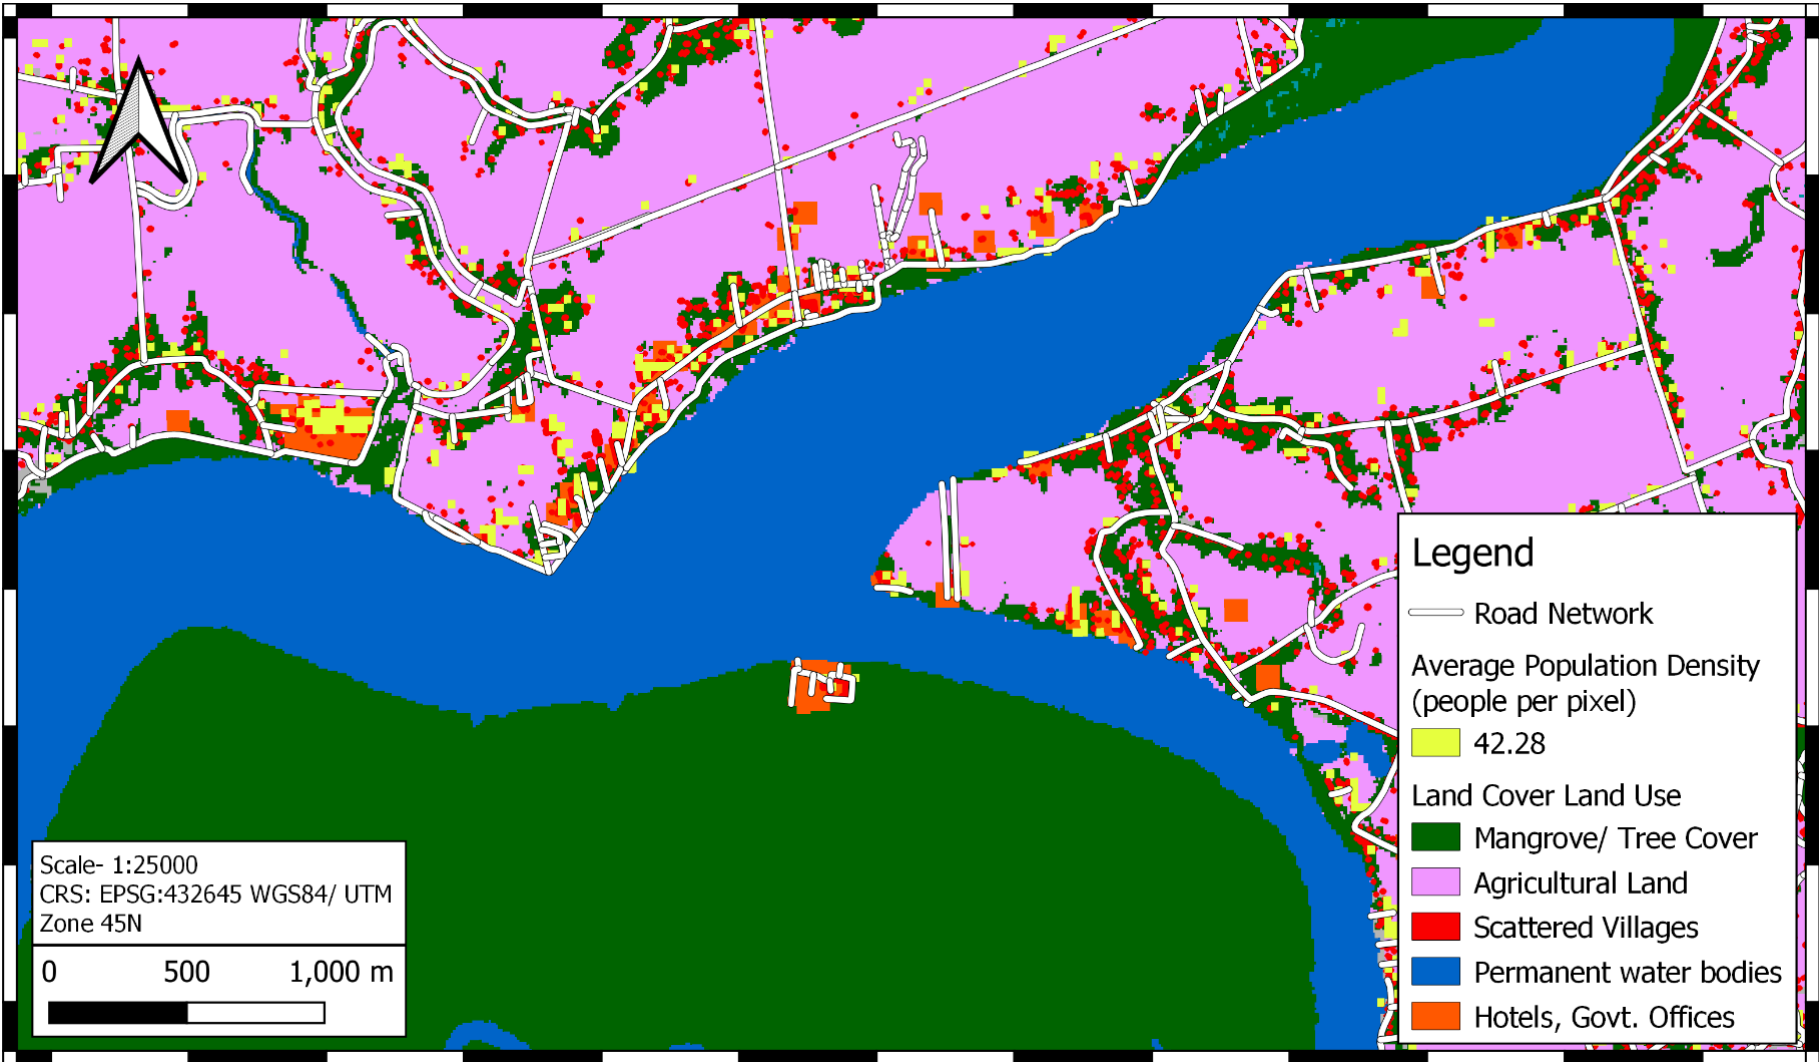 Legend
Road Network
Average Population Density
(people per pixel)
42.28
Land Cover Land Use
Mangrove/ Tree Cover
Agricultural Land
Scattered Villages
Permanent water bodies
Hotels, Govt. Offices
Scale- 1:25000
CRS: EPSG:432645 WGS84/ UTM
Zone 45N
0 500 1,000 m